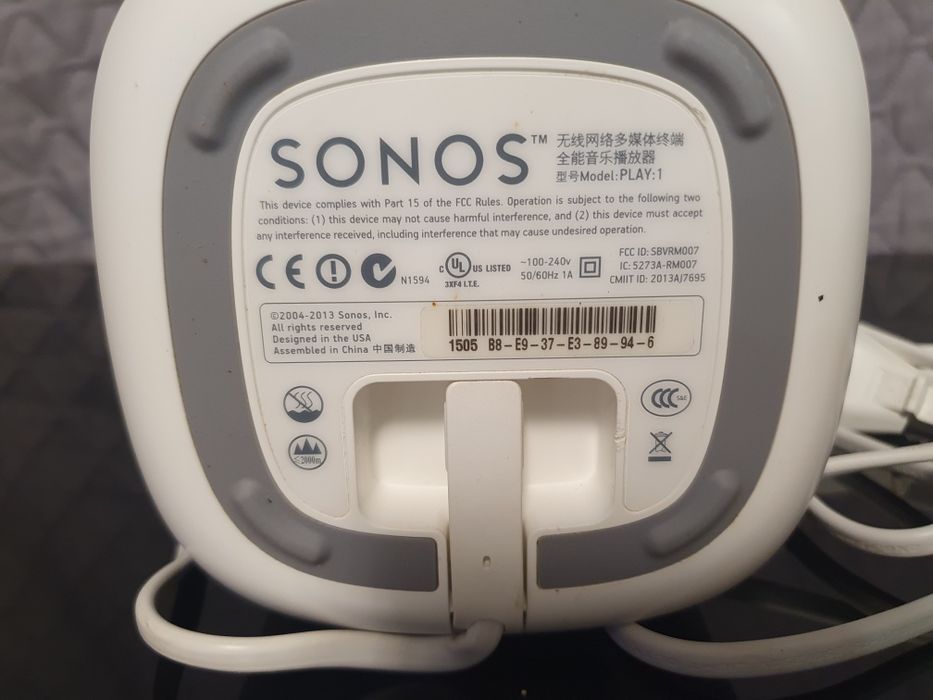 SONOS™
无线网络多媒体终端
全能音乐播放器
型号Model:PLAY:1
This device complies with Part 15 of the FCC Rules. Operation is subject to the following two
conditions: (1) this device may not cause harmful interference, and (2) this device must accept
any interference received, including interference that may cause undesired operation.
CE
N1594
C UL US LISTED
3XF4 I.T.E.
~100-240v
50/60Hz 1A
FCC ID: SBVRM007
IC: 5273A-RM007
CMIIT ID: 2013AJ7695
©2004-2013 Sonos, Inc.
All rights reserved
Designed in the USA
Assembled in China 中国制造
1505 B8-E9-37-E3-89-94-6
CCC S&E
≤2000m